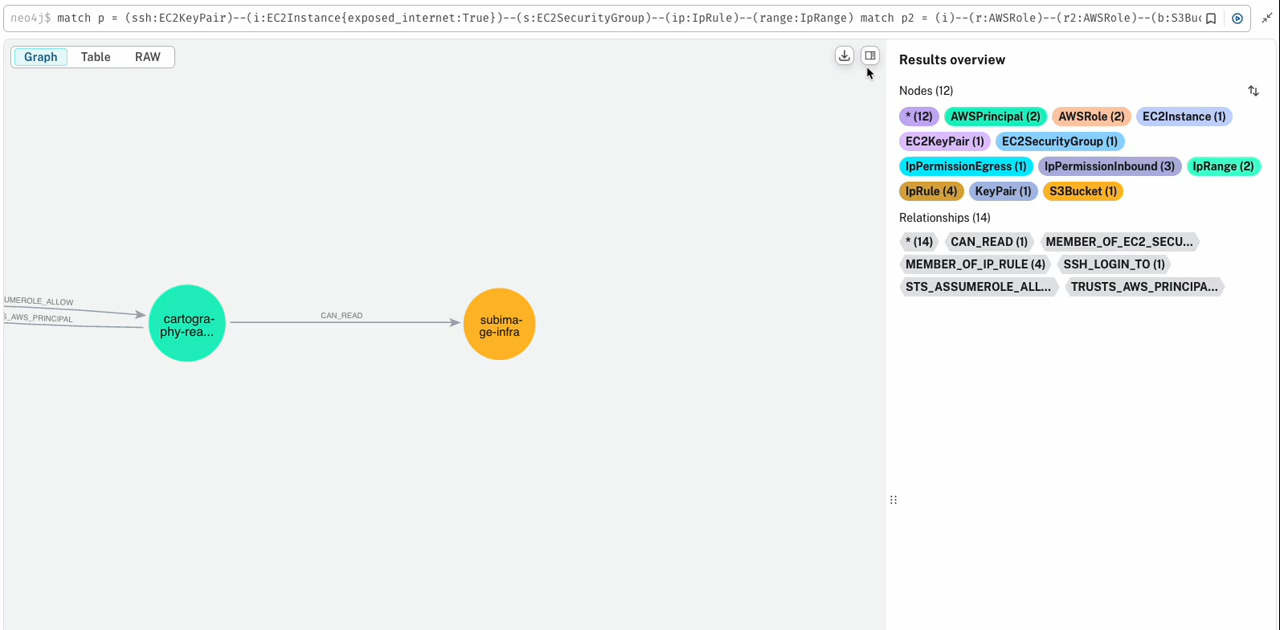 neo4j$ match p = (ssh:EC2KeyPair)--(i:EC2Instance{exposed_internet:True})--(s:EC2SecurityGroup)--(ip:IpRule)--(range:IpRange) match p2 = (i)--(r:AWSRole)--(r2:AWSRole)--(b:S3Buc
Graph Table RAW
UMEROLE_ALLOW
S_AWS_PRINCIPAL
cartogra-
phy-rea...
CAN_READ
subima-
ge-infra
Results overview
Nodes (12)
* (12) AWSPrincipal (2) AWSRole (2) EC2Instance (1)
EC2KeyPair (1) EC2SecurityGroup (1)
IpPermissionEgress (1) IpPermissionInbound (3) IpRange (2)
IpRule (4) KeyPair (1) S3Bucket (1)
Relationships (14)
* (14) CAN_READ (1) MEMBER_OF_EC2_SECU...
MEMBER_OF_IP_RULE (4) SSH_LOGIN_TO (1)
STS_ASSUMEROLE_ALL... TRUSTS_AWS_PRINCIPA...